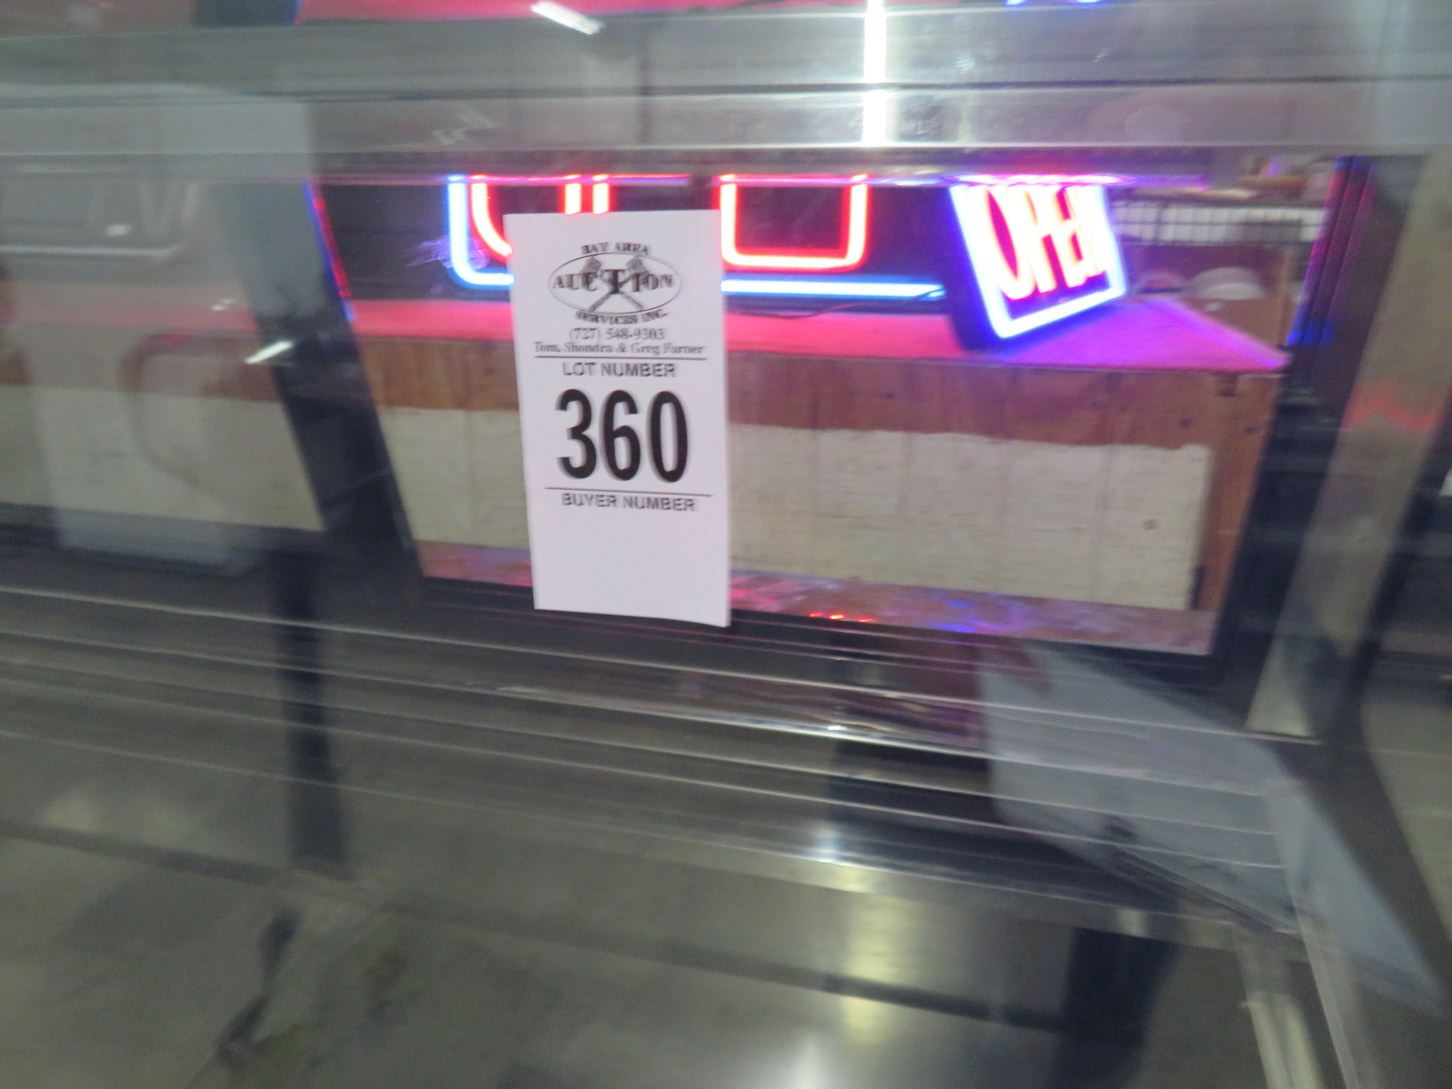 OPEN
BAY AREA
AUCTION
SERVICES INC.
(727) 548-9303
Tom, Shondra & Greg Farner
LOT NUMBER
360
BUYER NUMBER